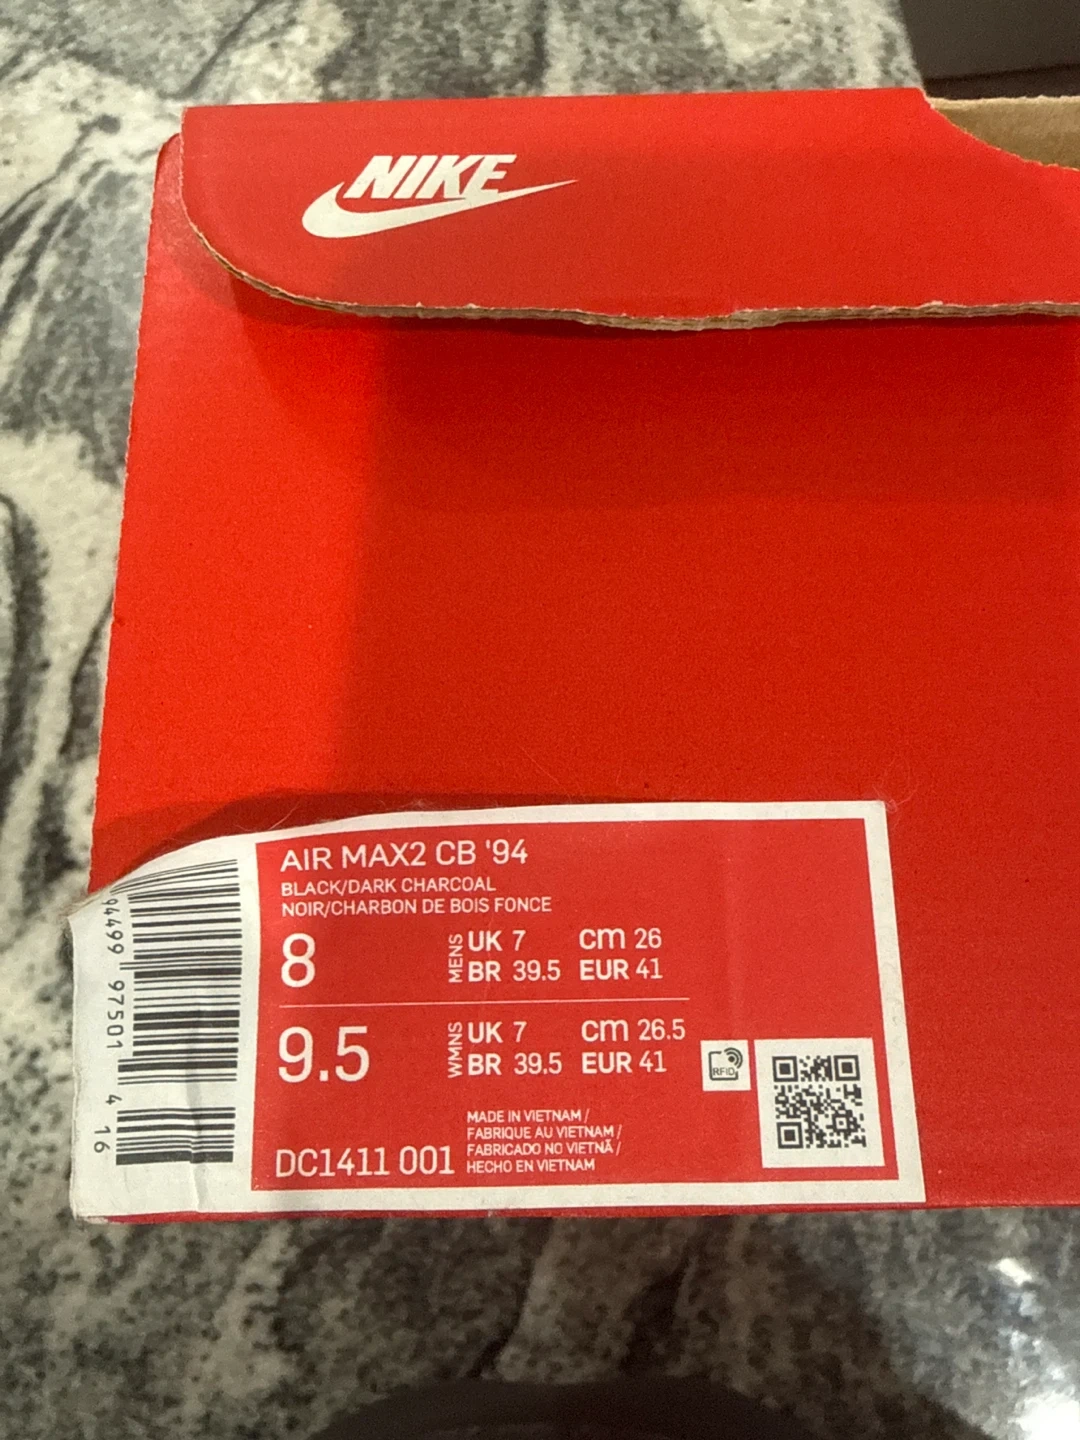 NIKE
AIR MAX2 CB '94
BLACK/DARK CHARCOAL
NOIR/CHARBON DE BOIS FONCE
8 MENS UK 7 cm 26
BR 39.5 EUR 41
9.5 WMNS UK 7 cm 26.5
BR 39.5 EUR 41
RFID
MADE IN VIETNAM /
FABRIQUE AU VIETNAM /
FABRICADO NO VIETNÃ /
HECHO EN VIETNAM
DC1411 001
94499 97501 4 16